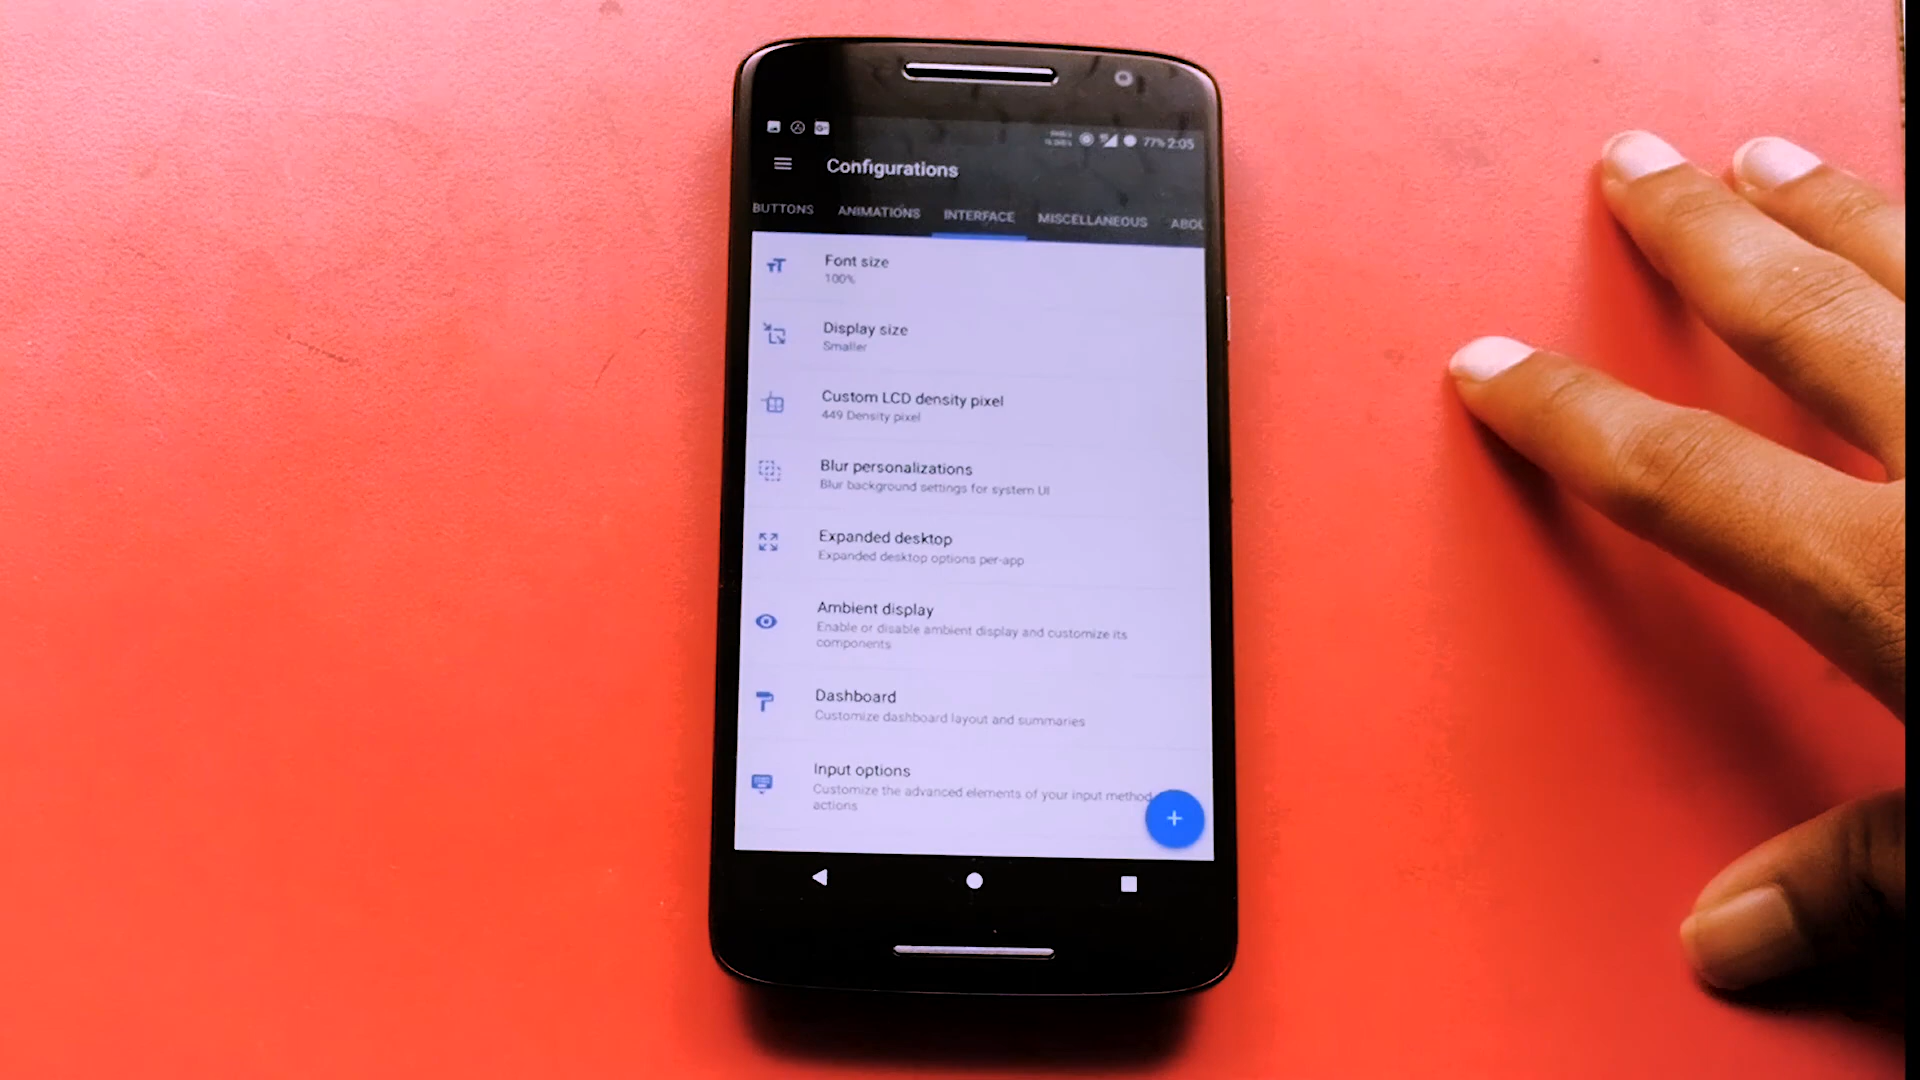 77% 2:05
Configurations
BUTTONS ANIMATIONS INTERFACE MISCELLANEOUS ABOU
Font size
100%
Display size
Smaller
Custom LCD density pixel
449 Density pixel
Blur personalizations
Blur background settings for system UI
Expanded desktop
Expanded desktop options per-app
Ambient display
Enable or disable ambient display and customize its
components
Dashboard
Customize dashboard layout and summaries
Input options
Customize the advanced elements of your input method
actions